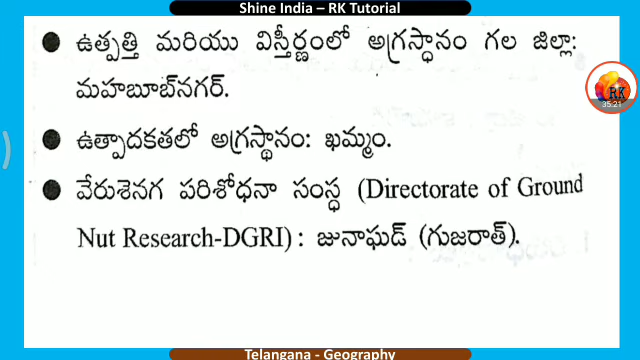 Shine India – RK Tutorial
● ఉత్పత్తి మరియు విస్తీర్ణంలో అగ్రస్థానం గల జిల్లా:
మహబూబ్‌నగర్.
RK
35:21
● ఉత్పాదకతలో అగ్రస్థానం: ఖమ్మం.
● వేరుశెనగ పరిశోధనా సంస్థ (Directorate of Ground
Nut Research-DGRI) : జునాఘడ్ (గుజరాత్).
Telangana - Geography